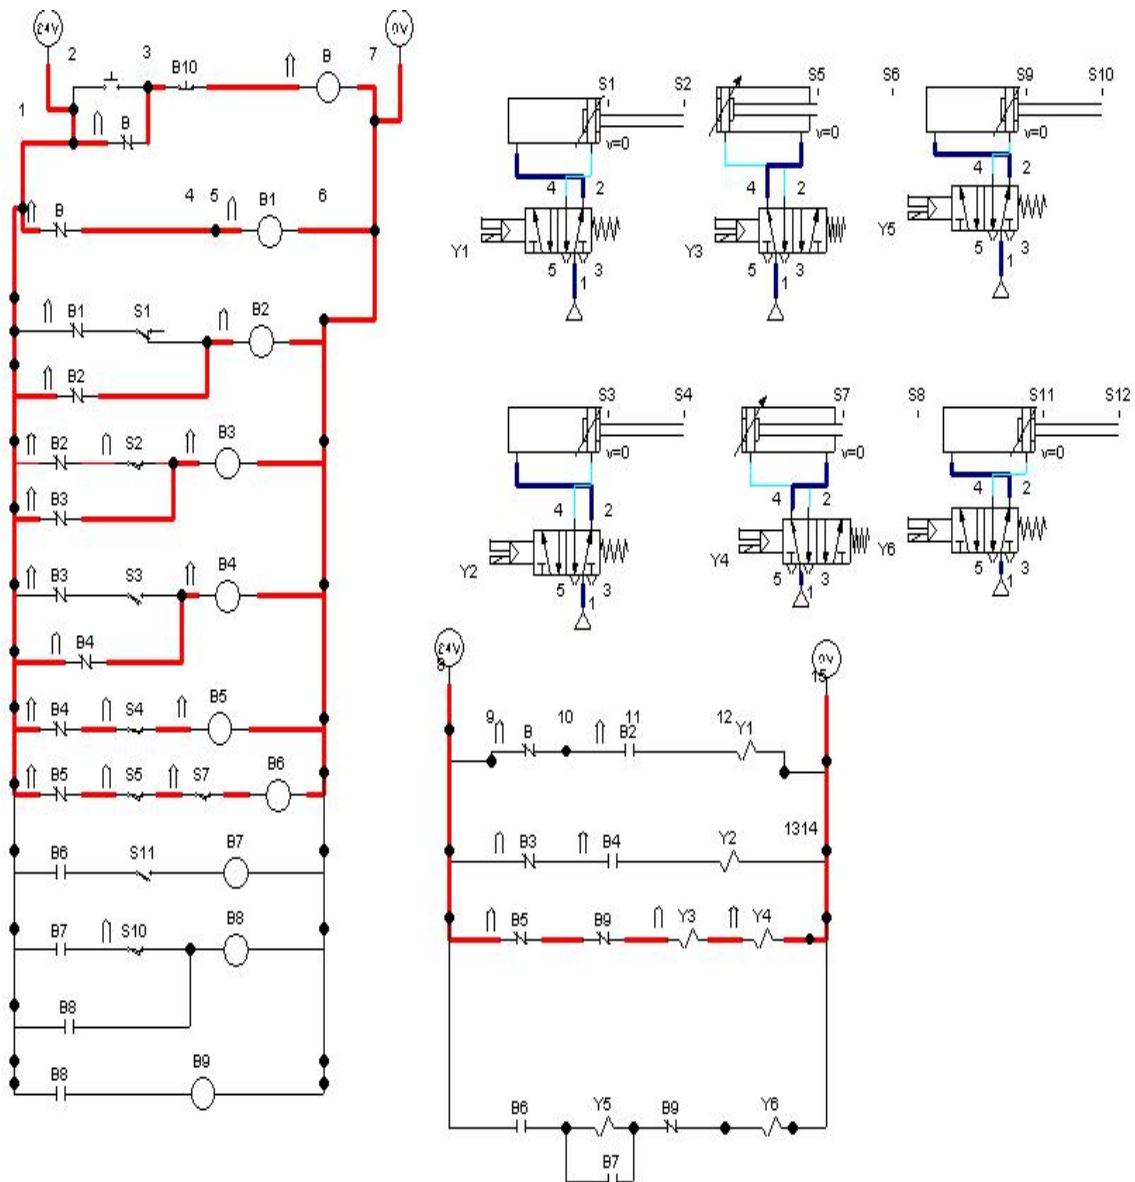 24V 0V
2 3 B10 B 7
1 B
B 4 5 B1 6
B1 S1 B2
B2
B2 S2 B3
B3
B3 S3 B4
B4
B4 S4 B5
B5 S5 S7 B6
B6 S11 B7
B7 S10 B8
B8
B8 B9
S1 S2 S5 S6 S9 S10
v=0 v=0 v=0
4 2 4 2 4 2
Y1 5 3 Y3 5 3 Y5 5 3
1 1 1
S3 S4 S7 S8 S11 S12
v=0 v=0 v=0
4 2 4 2 4 2
Y2 5 3 Y4 5 3 Y6 5 3
1 1 1
24V 0V
8 15
9 B 10 11 B2 12 Y1
1314
B3 B4 Y2
B5 B9 Y3 Y4
B6 Y5 B9 Y6
B7